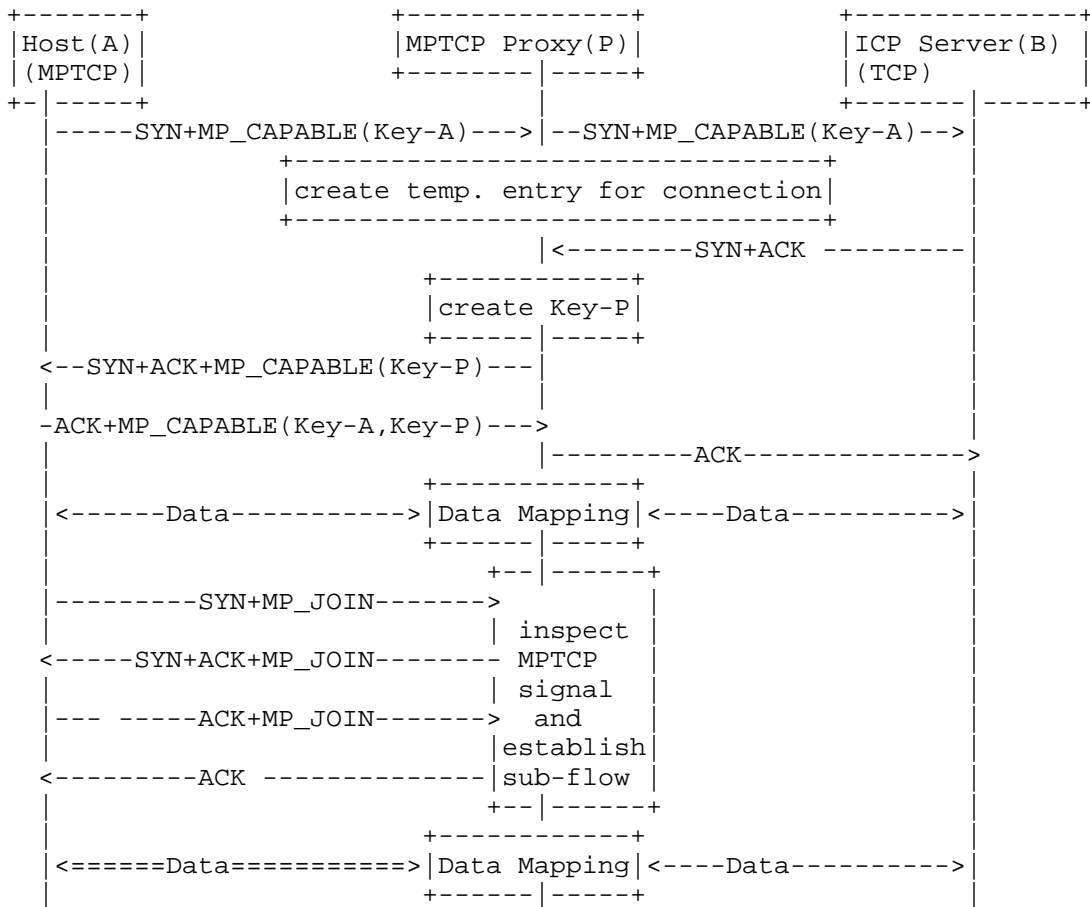 Host(A) MPTCP Proxy(P) ICP Server(B)
(MPTCP) (TCP)
-----SYN+MP_CAPABLE(Key-A)---> --SYN+MP_CAPABLE(Key-A)-->
create temp. entry for connection
<--------SYN+ACK ---------
create Key-P
<--SYN+ACK+MP_CAPABLE(Key-P)---
-ACK+MP_CAPABLE(Key-A,Key-P)--->
---------ACK-------------->
<------Data-----------> Data Mapping <----Data---------->
---------SYN+MP_JOIN------->
inspect
<-----SYN+ACK+MP_JOIN-------- MPTCP
signal
--- -----ACK+MP_JOIN-------> and
establish
<---------ACK -------------- sub-flow
<======Data===========> Data Mapping <----Data---------->